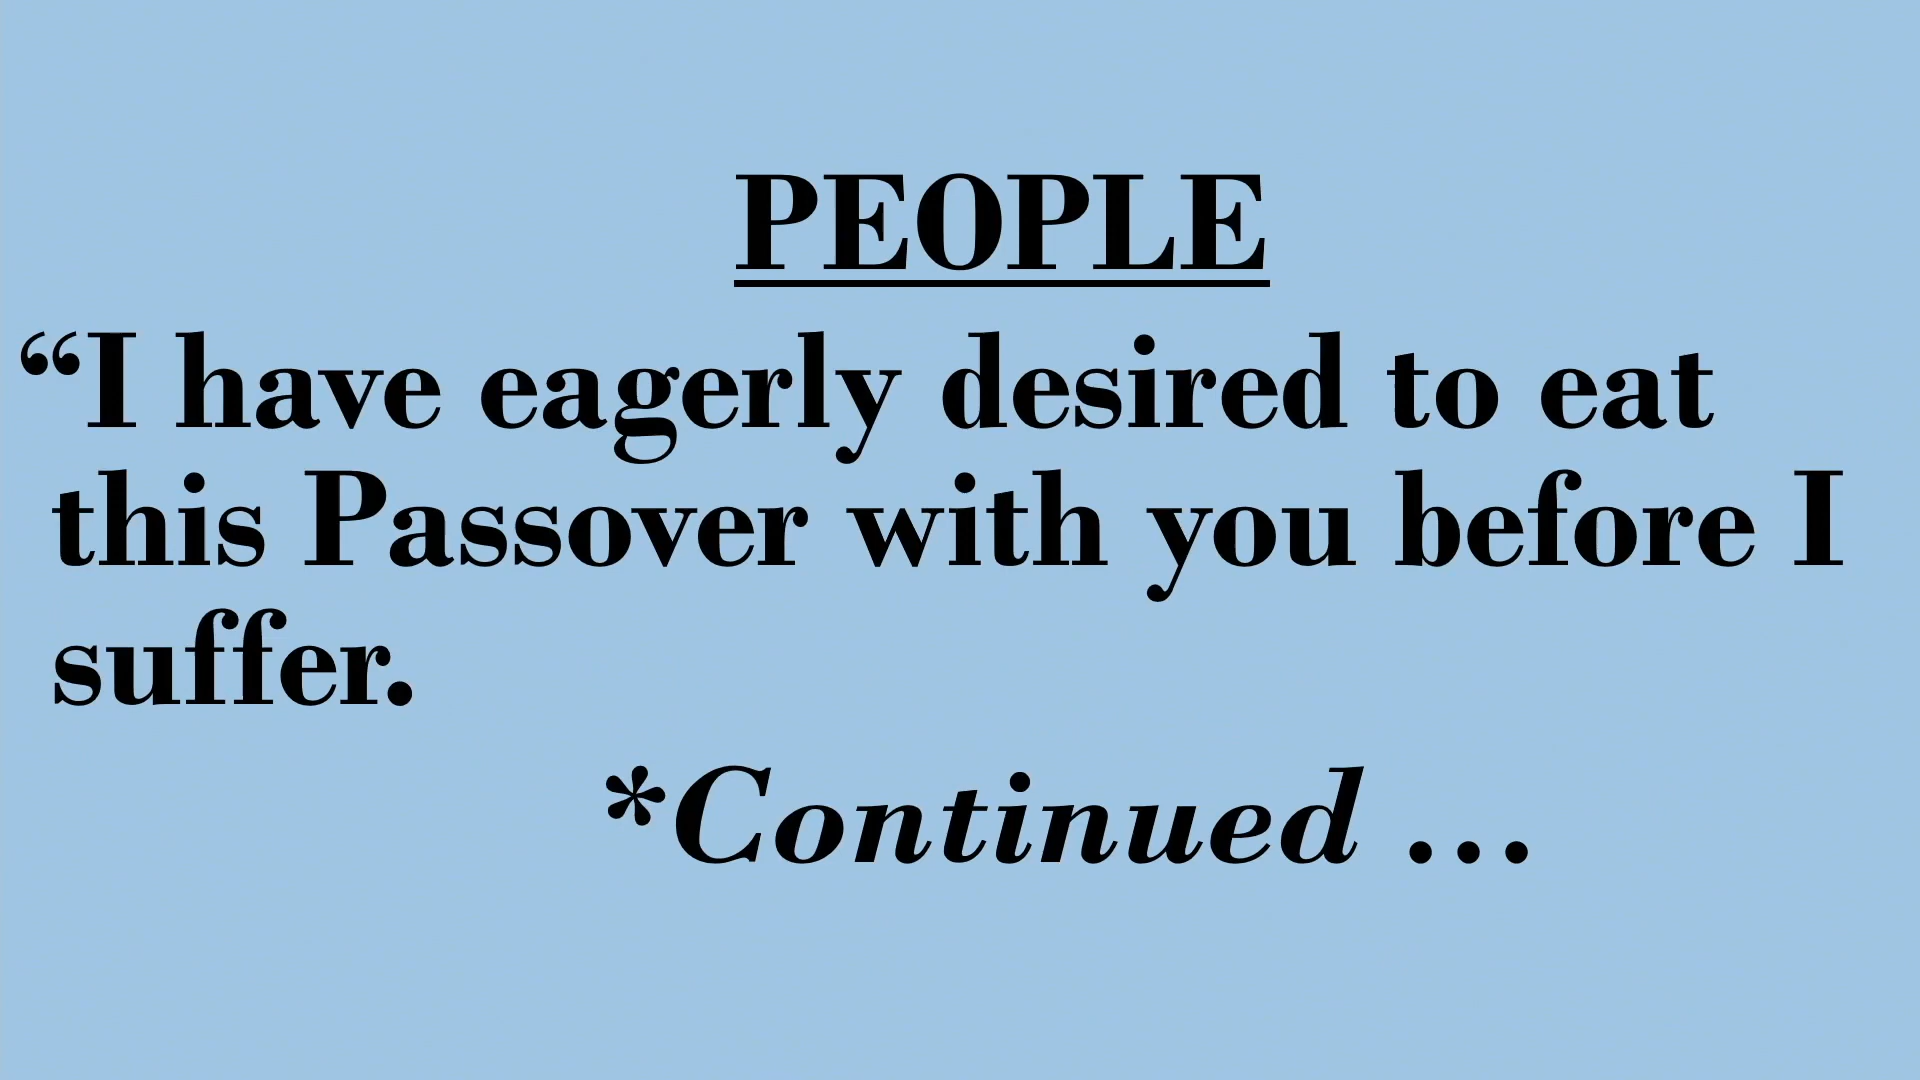 PEOPLE
“I have eagerly desired to eat
this Passover with you before I
suffer.
*Continued ...